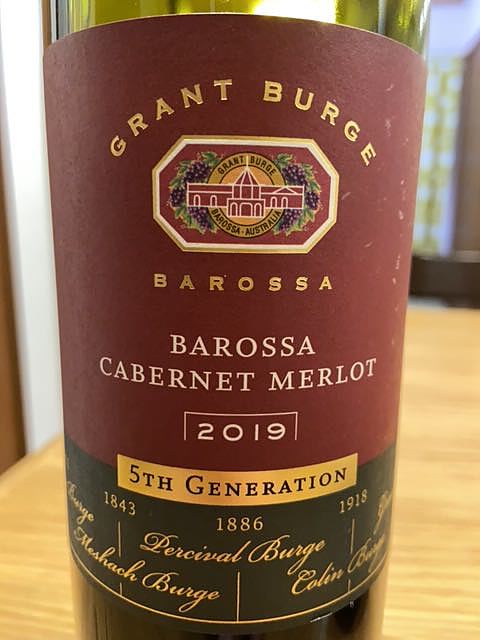 GRANT BURGE
GRANT BURGE
BAROSSA · AUSTRALIA
BAROSSA
BAROSSA
CABERNET MERLOT
2019
5TH GENERATION
1843 1886 1918
Burge Percival Burge
Meshach Burge Colin Burge